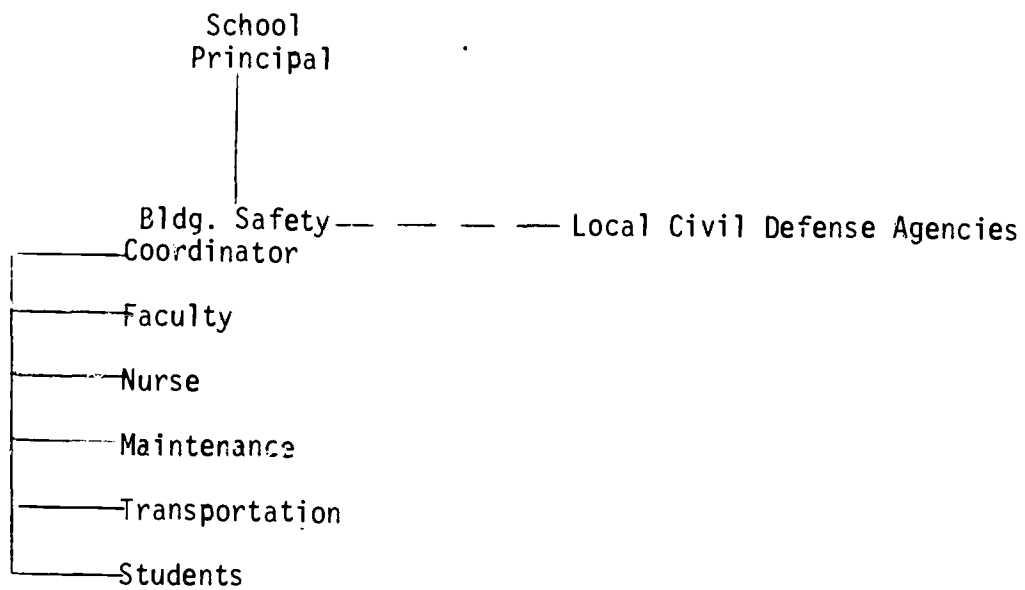 School
Principal
Bldg. Safety Local Civil Defense Agencies
Coordinator
Faculty
Nurse
Maintenance
Transportation
Students